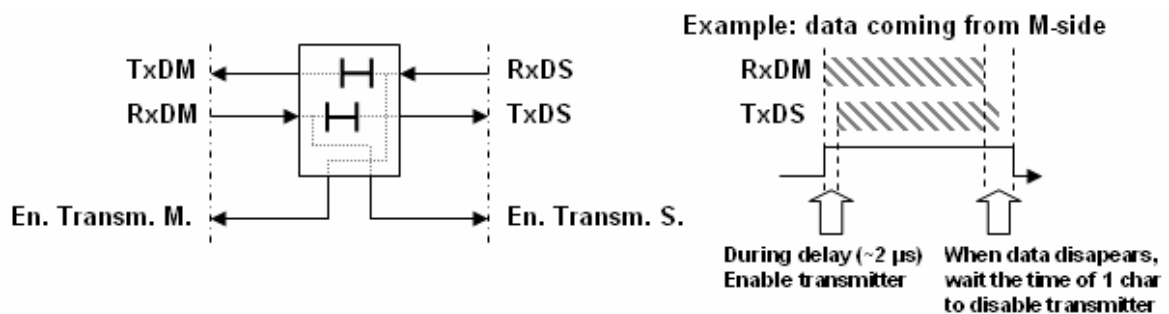 Example: data coming from M-side
TxDM
RxDS
RxDM
TxDS
En. Transm. M.
En. Transm. S.
RxDM
TxDS
During delay (~2 µs)
Enable transmitter
When data disapears,
wait the time of 1 char
to disable transmitter